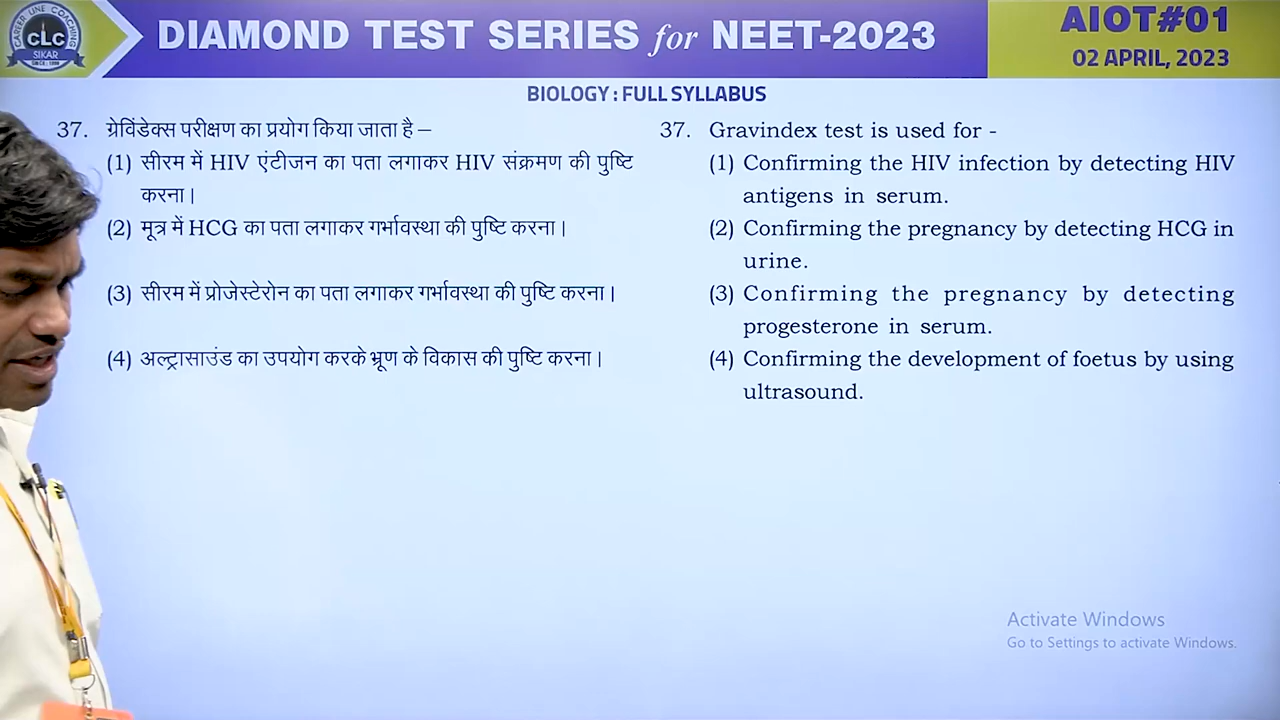 CAREER LINE COACHING
CLC
SIKAR
SINCE: 1996
DIAMOND TEST SERIES for NEET-2023
AIOT#01
02 APRIL, 2023
BIOLOGY : FULL SYLLABUS
37. ग्रेविंडेक्स परीक्षण का प्रयोग किया जाता है –
(1) सीरम में HIV एंटीजन का पता लगाकर HIV संक्रमण की पुष्टि
करना।
(2) मूत्र में HCG का पता लगाकर गर्भावस्था की पुष्टि करना।
(3) सीरम में प्रोजेस्टेरोन का पता लगाकर गर्भावस्था की पुष्टि करना।
(4) अल्ट्रासाउंड का उपयोग करके भ्रूण के विकास की पुष्टि करना।
37. Gravindex test is used for -
(1) Confirming the HIV infection by detecting HIV
antigens in serum.
(2) Confirming the pregnancy by detecting HCG in
urine.
(3) Confirming the pregnancy by detecting
progesterone in serum.
(4) Confirming the development of foetus by using
ultrasound.
Activate Windows
Go to Settings to activate Windows.